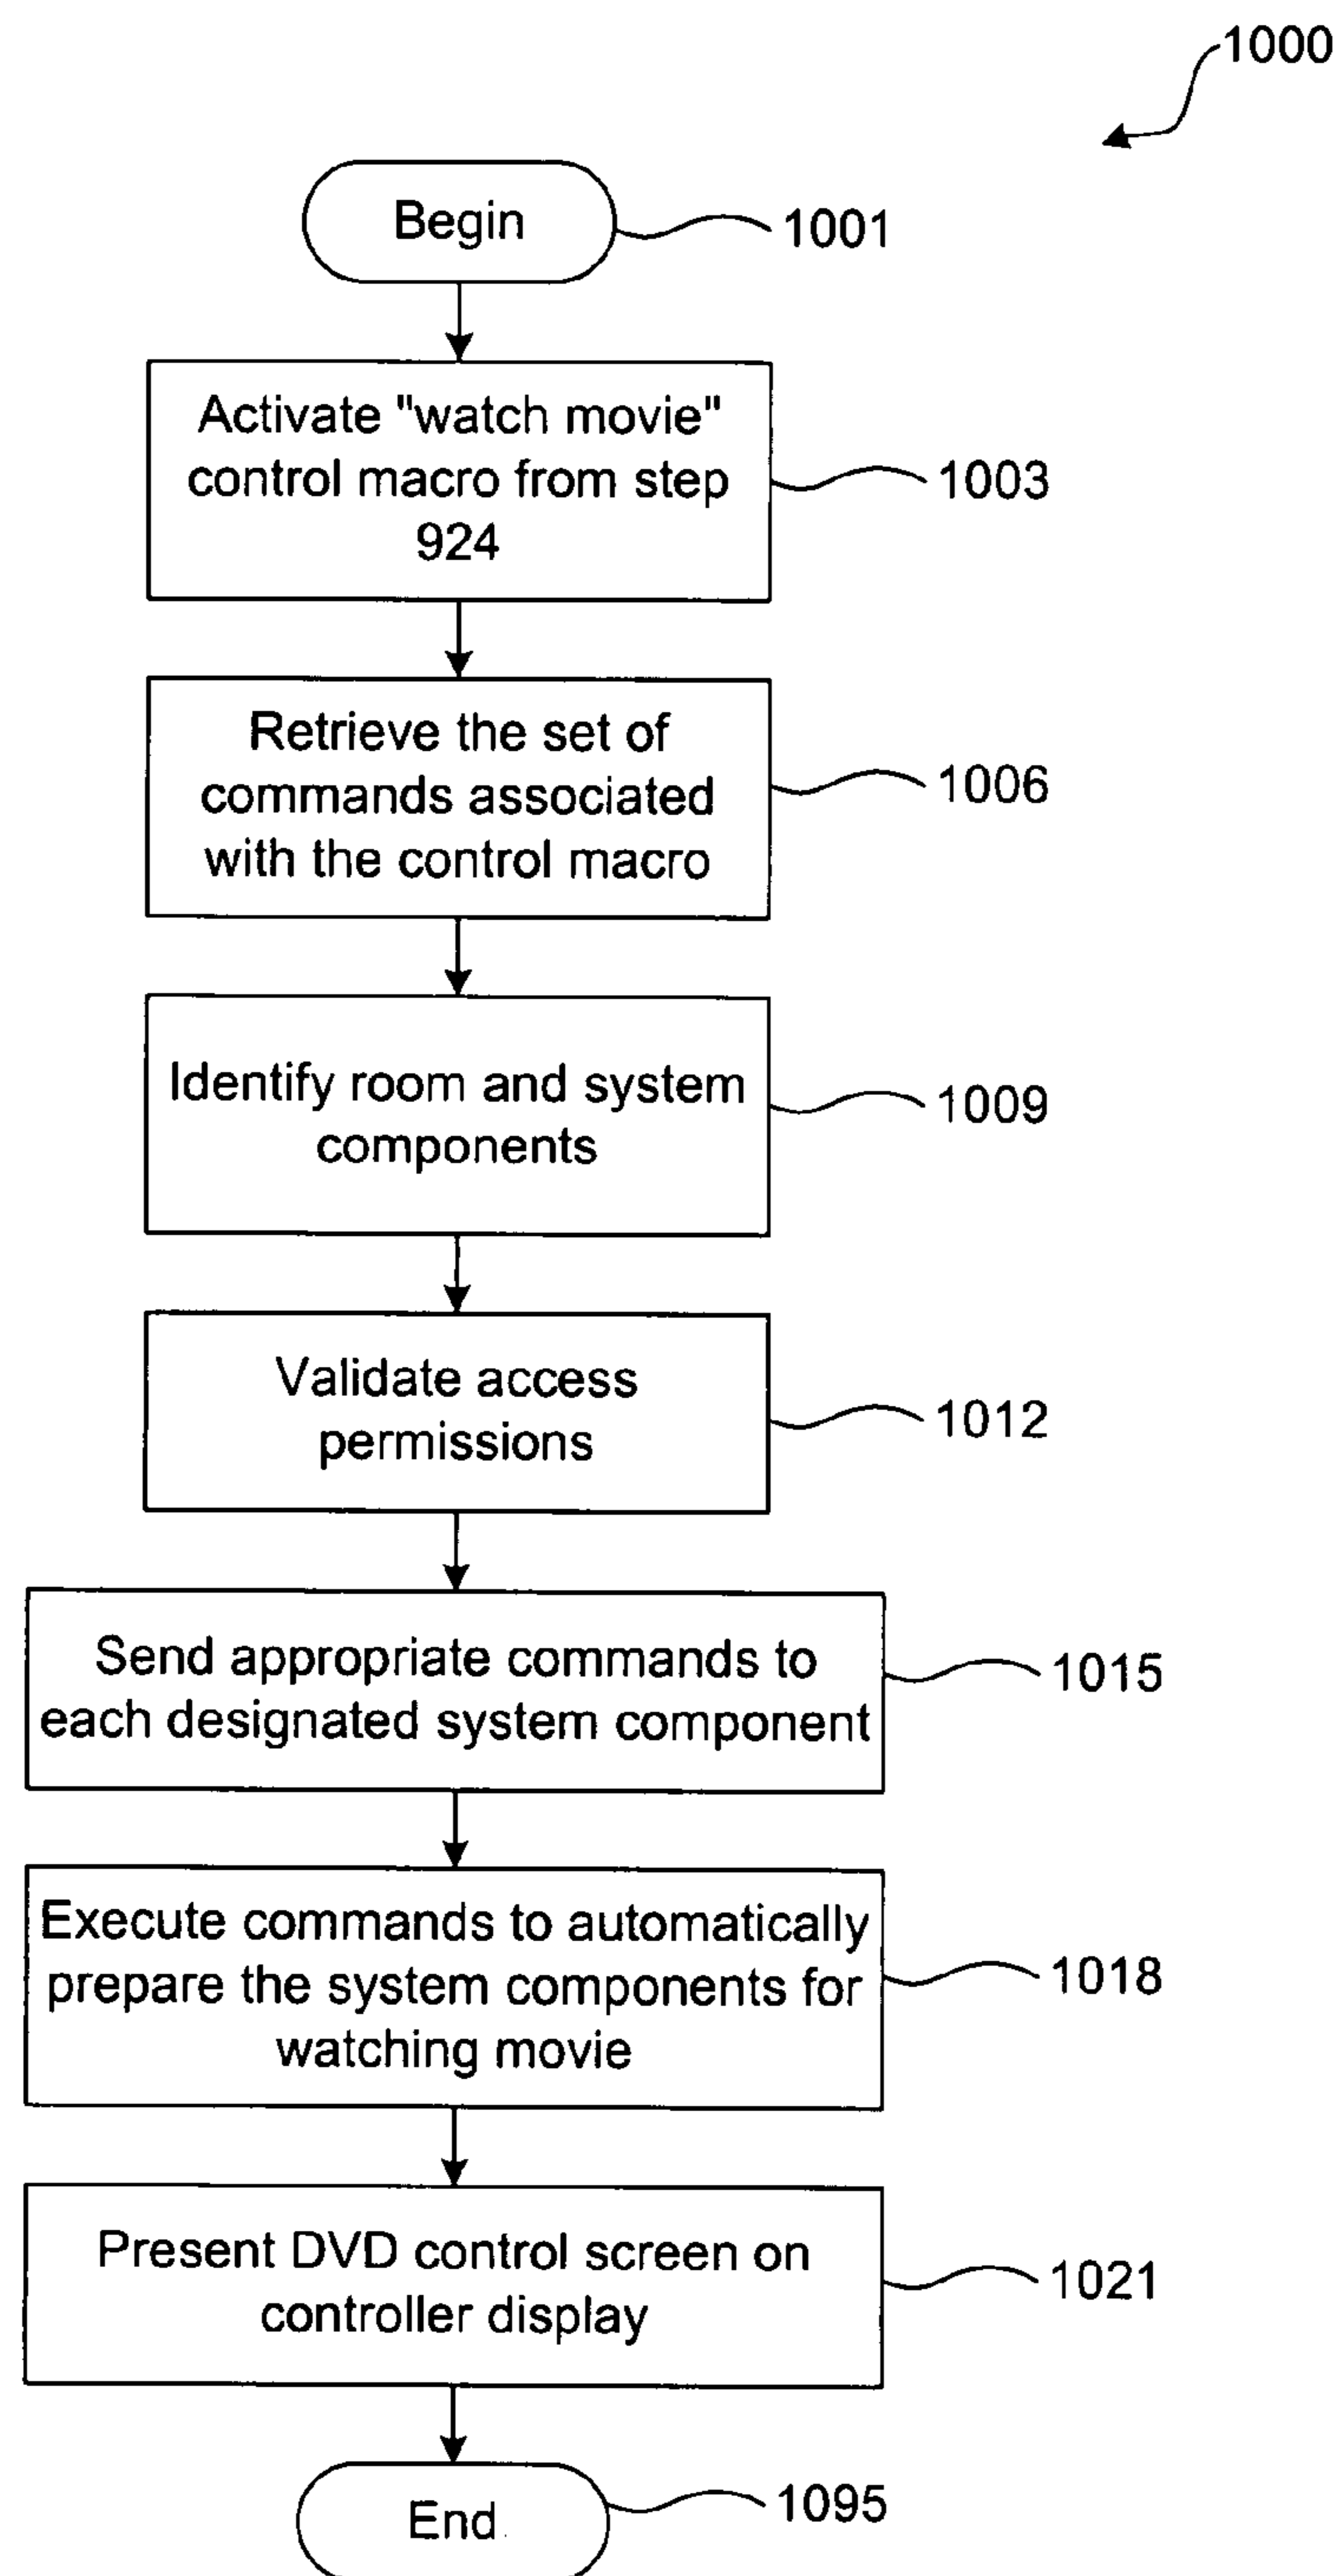 1000
Begin
1001
Activate "watch movie"
control macro from step
924
1003
Retrieve the set of
commands associated
with the control macro
1006
Identify room and system
components
1009
Validate access
permissions
1012
Send appropriate commands to
each designated system component
1015
Execute commands to automatically
prepare the system components for
watching movie
1018
Present DVD control screen on
controller display
1021
End
1095